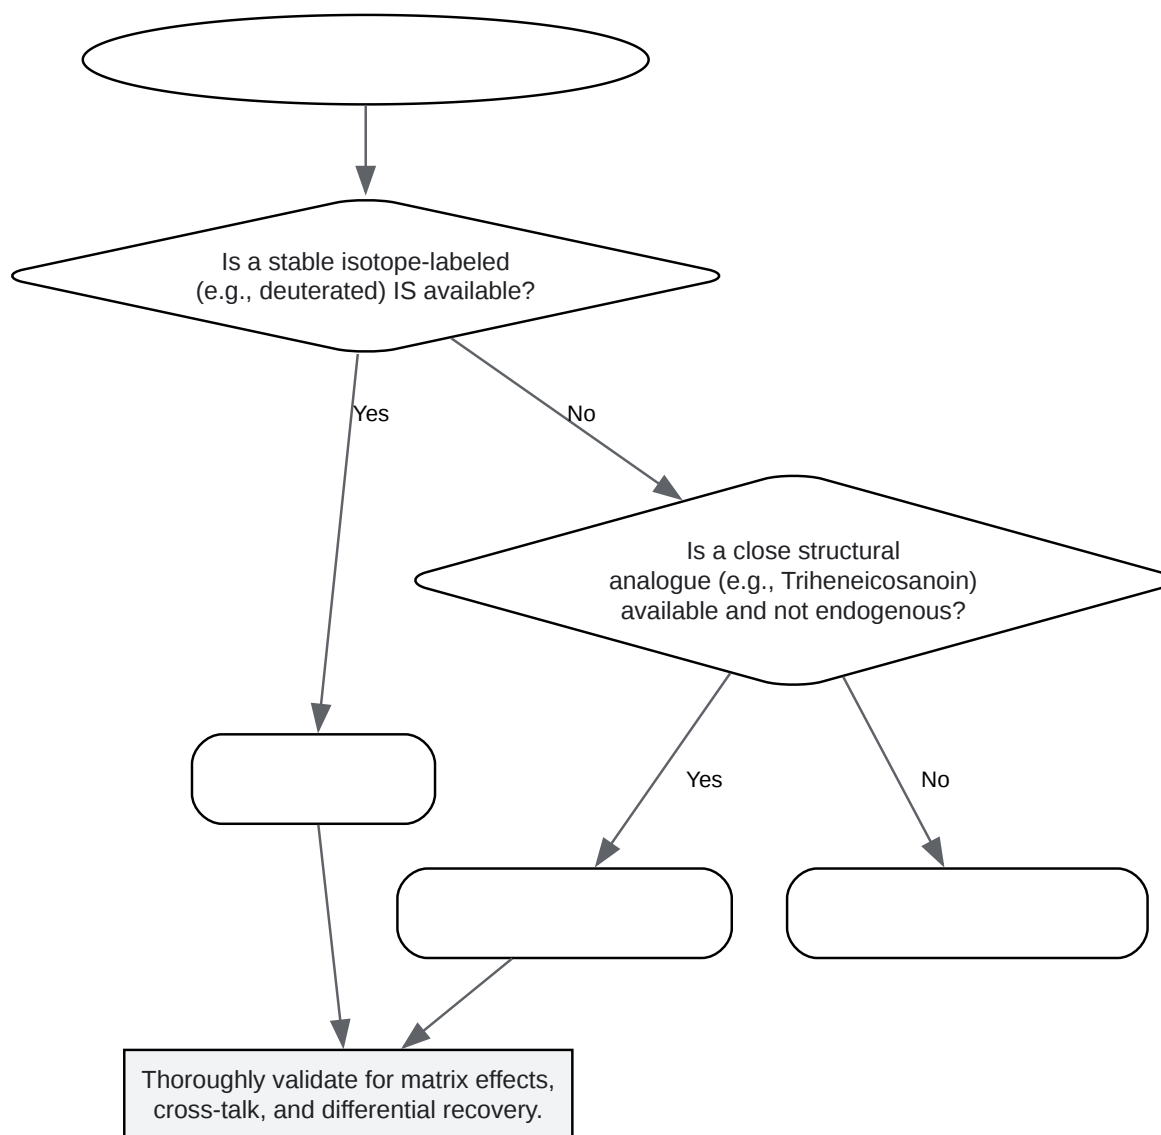 Is a stable isotope-labeled
(e.g., deuterated) IS available?
Yes
No
Is a close structural
analogue (e.g., Triheneicosanoin)
available and not endogenous?
Yes
No
Thoroughly validate for matrix effects,
cross-talk, and differential recovery.